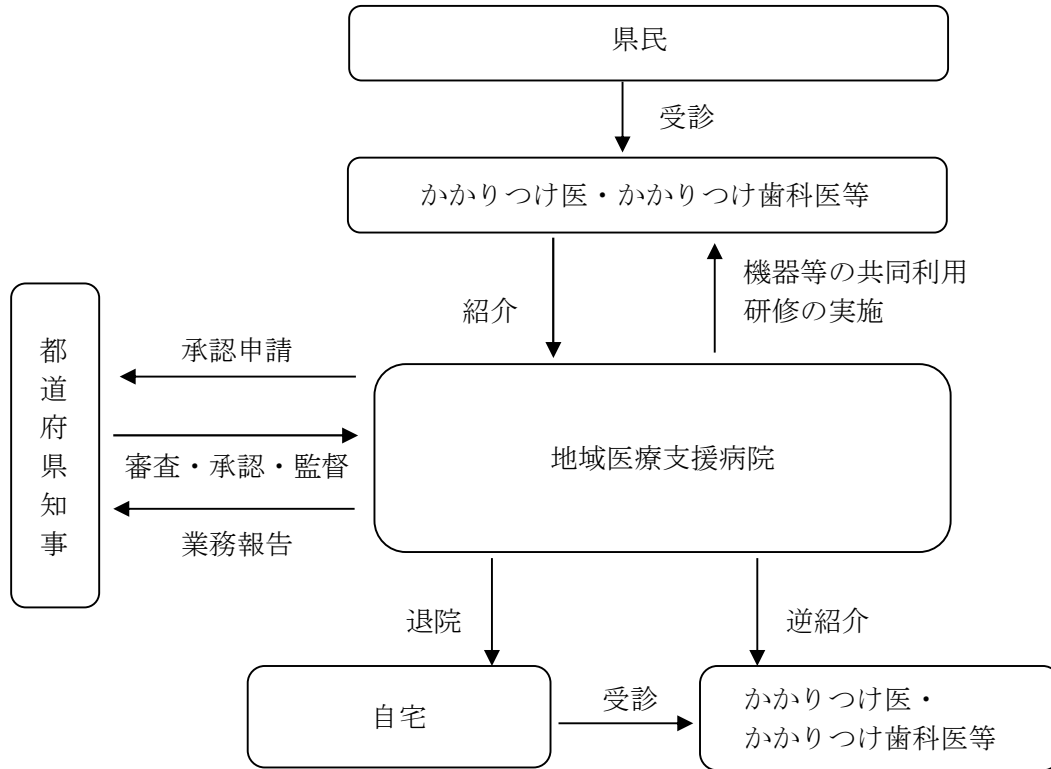 県民
受診
かかりつけ医・かかりつけ歯科医等
紹介
機器等の共同利用
研修の実施
都道府県知事
承認申請
審査・承認・監督
業務報告
地域医療支援病院
退院
逆紹介
自宅
受診
かかりつけ医・
かかりつけ歯科医等